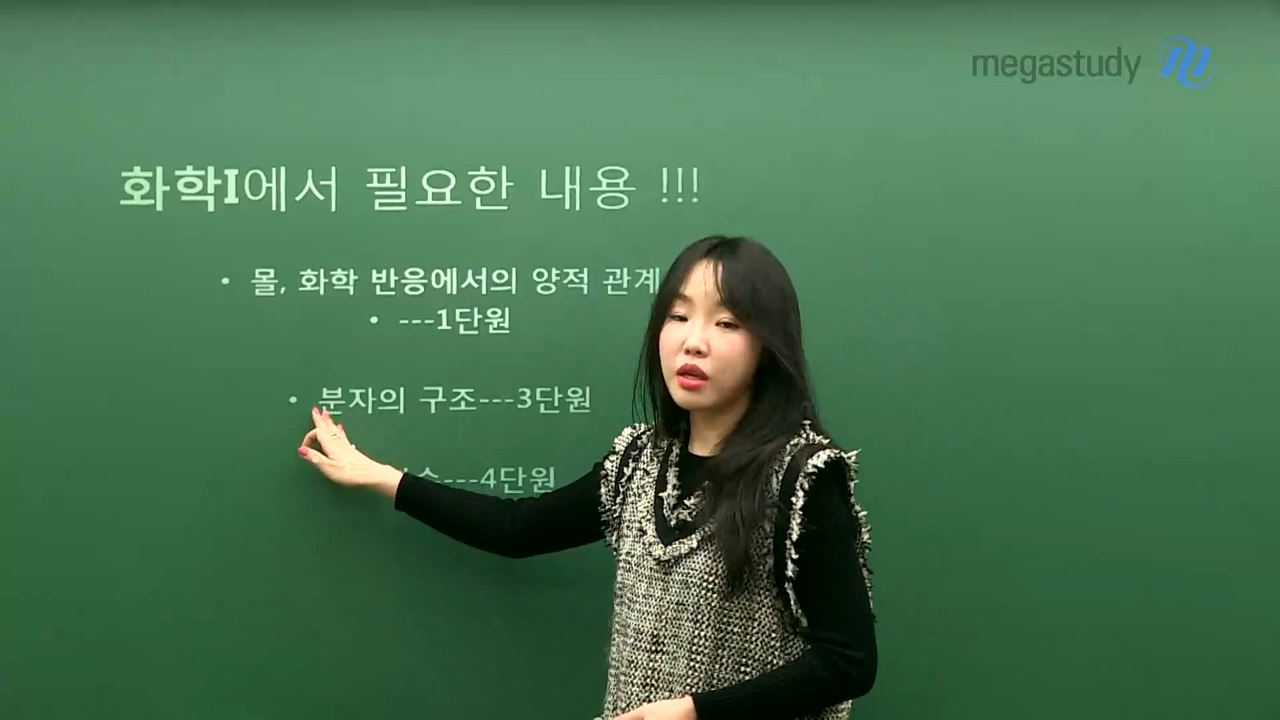 megastudy
화학I에서 필요한 내용 !!!
• 몰, 화학 반응에서의 양적 관계
• ---1단원
• 분자의 구조---3단원
---4단원